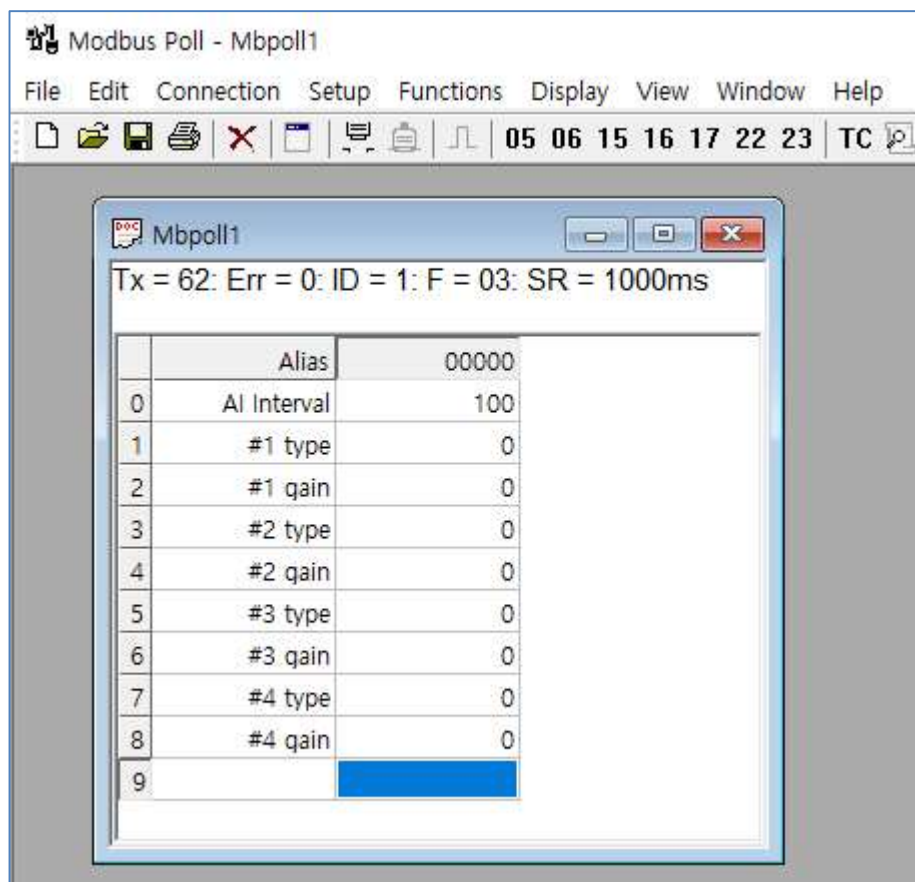 Modbus Poll - Mbpoll1
File Edit Connection Setup Functions Display View Window Help
05 06 15 16 17 22 23 TC
Mbpoll1
Tx = 62: Err = 0: ID = 1: F = 03: SR = 1000ms
Alias 00000
0 AI Interval 100
1 #1 type 0
2 #1 gain 0
3 #2 type 0
4 #2 gain 0
5 #3 type 0
6 #3 gain 0
7 #4 type 0
8 #4 gain 0
9